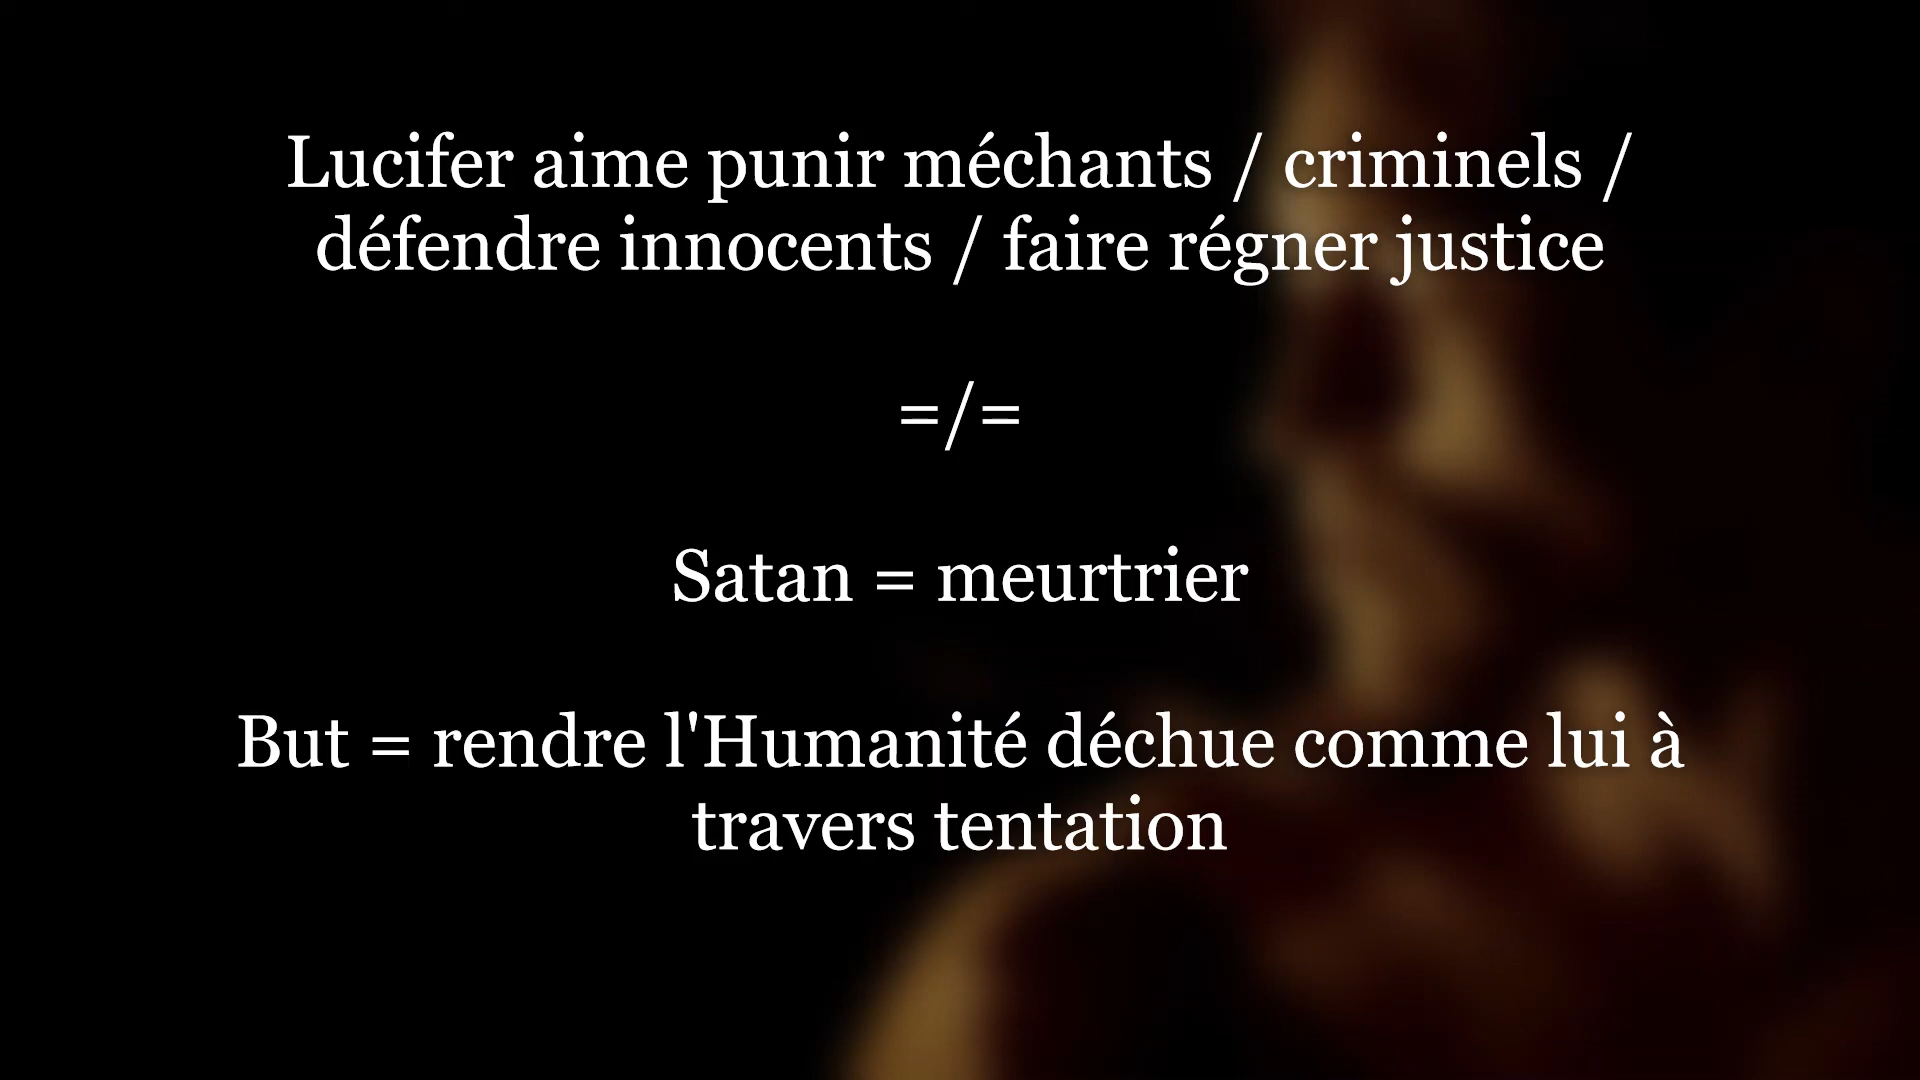 Lucifer aime punir méchants / criminels /
défendre innocents / faire régner justice
=/=
Satan = meurtrier
But = rendre l'Humanité déchue comme lui à
travers tentation